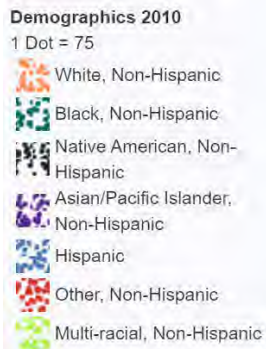 Demographics 2010
1 Dot = 75
White, Non-Hispanic
Black, Non-Hispanic
Native American, Non-
Hispanic
Asian/Pacific Islander,
Non-Hispanic
Hispanic
Other, Non-Hispanic
Multi-racial, Non-Hispanic